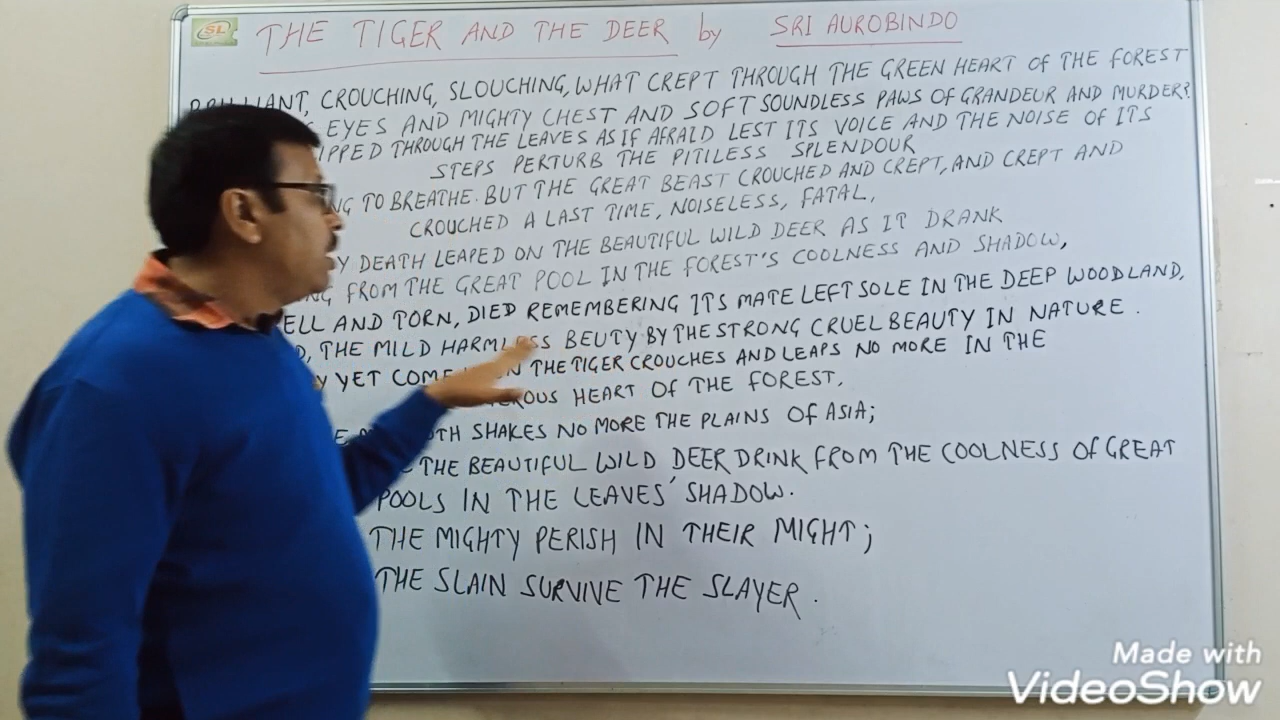 SL
THE TIGER AND THE DEER by SRI AUROBINDO
BRILLIANT, CROUCHING, SLOUCHING, WHAT CREPT THROUGH THE GREEN HEART OF THE FOREST
EYES AND MIGHTY CHEST AND SOFT SOUNDLESS PAWS OF GRANDEUR AND MURDER?
THROUGH THE LEAVES AS IF AFRAID LEST ITS VOICE AND THE NOISE OF ITS
STEPS PERTURB THE PITILESS SPLENDOUR
TO BREATHE. BUT THE GREAT BEAST CROUCHED AND CREPT, AND CREPT AND
CROUCHED A LAST TIME, NOISELESS, FATAL,
DEATH LEAPED ON THE BEAUTIFUL WILD DEER AS IT DRANK
FROM THE GREAT POOL IN THE FOREST'S COOLNESS AND SHADOW,
AND TORN, DIED REMEMBERING ITS MATE LEFT SOLE IN THE DEEP WOODLAND,
THE MILD HARMLESS BEUTY BY THE STRONG CRUEL BEAUTY IN NATURE.
YET COME THE TIGER CROUCHES AND LEAPS NO MORE IN THE
HEART OF THE FOREST,
SHAKES NO MORE THE PLAINS OF ASIA;
THE BEAUTIFUL WILD DEER DRINK FROM THE COOLNESS OF GREAT
POOLS IN THE LEAVES' SHADOW.
THE MIGHTY PERISH IN THEIR MIGHT;
THE SLAIN SURVIVE THE SLAYER.
Made with
VideoShow